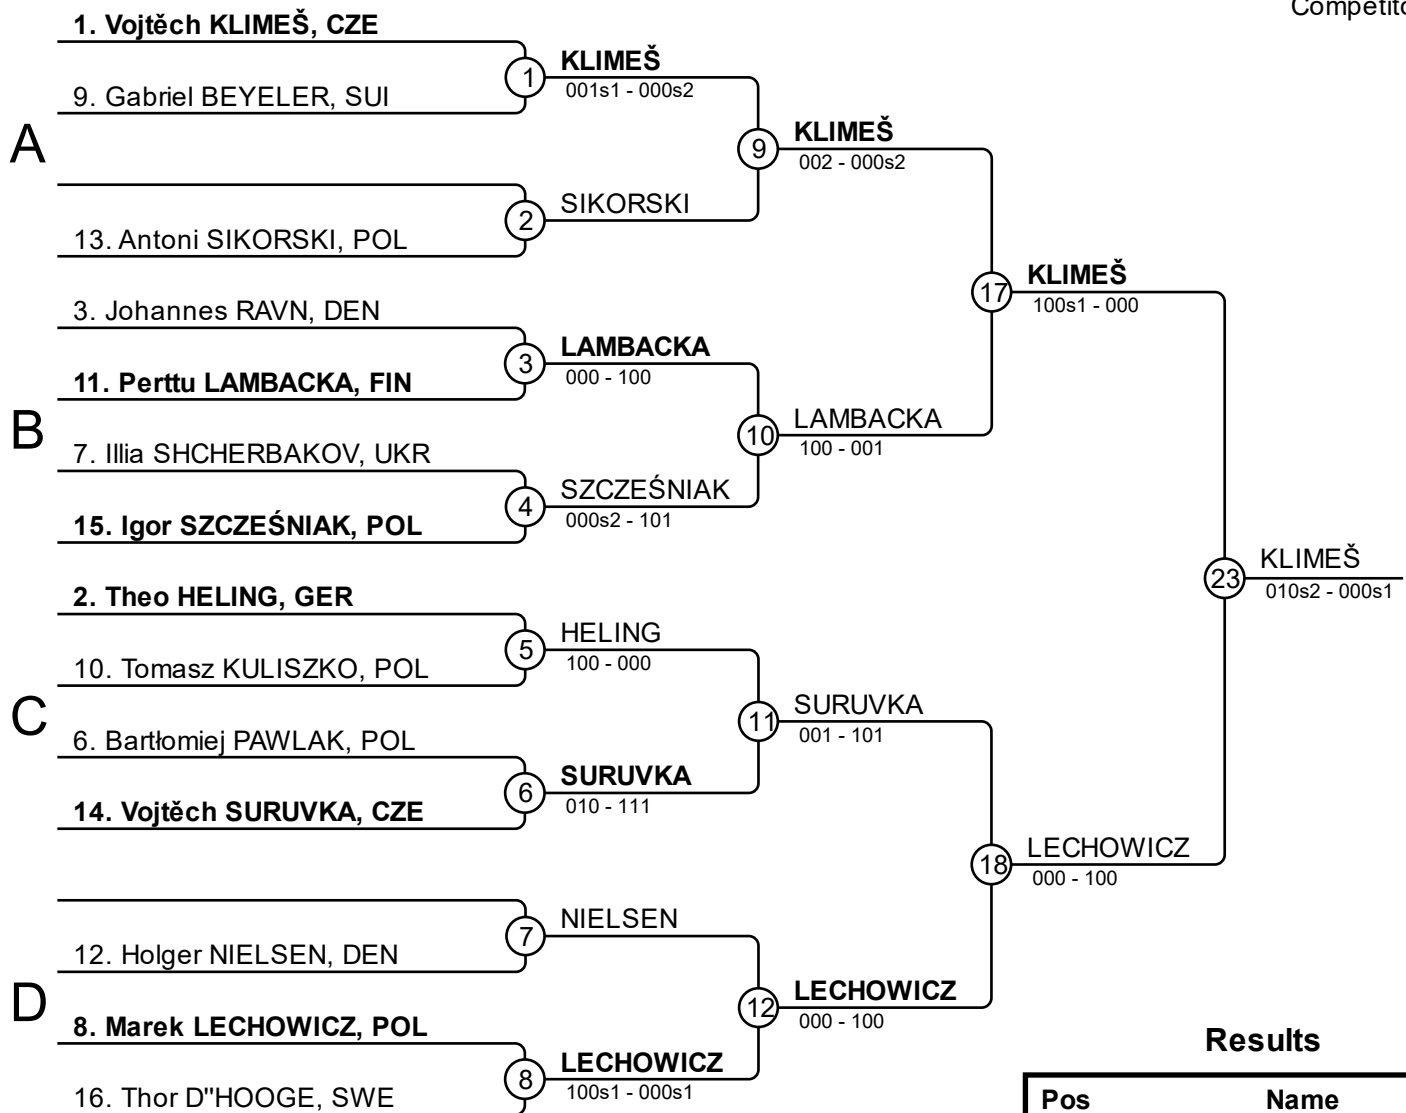 Competito
1. Vojtěch KLIMEŠ, CZE
9. Gabriel BEYELER, SUI
A
13. Antoni SIKORSKI, POL
3. Johannes RAVN, DEN
11. Perttu LAMBACKA, FIN
B
7. Illia SHCHERBAKOV, UKR
15. Igor SZCZEŚNIAK, POL
2. Theo HELING, GER
10. Tomasz KULISZKO, POL
C
6. Bartłomiej PAWLAK, POL
14. Vojtěch SURUVKA, CZE
12. Holger NIELSEN, DEN
D
8. Marek LECHOWICZ, POL
16. Thor D"HOOGE, SWE
1
KLIMEŠ
001s1 - 000s2
2
SIKORSKI
3
LAMBACKA
000 - 100
4
SZCZEŚNIAK
000s2 - 101
5
HELING
100 - 000
6
SURUVKA
010 - 111
7
NIELSEN
8
LECHOWICZ
100s1 - 000s1
9
KLIMEŠ
002 - 000s2
10
LAMBACKA
100 - 001
11
SURUVKA
001 - 101
12
LECHOWICZ
000 - 100
17
KLIMEŠ
100s1 - 000
18
LECHOWICZ
000 - 100
23
KLIMEŠ
010s2 - 000s1
Results
Pos Name